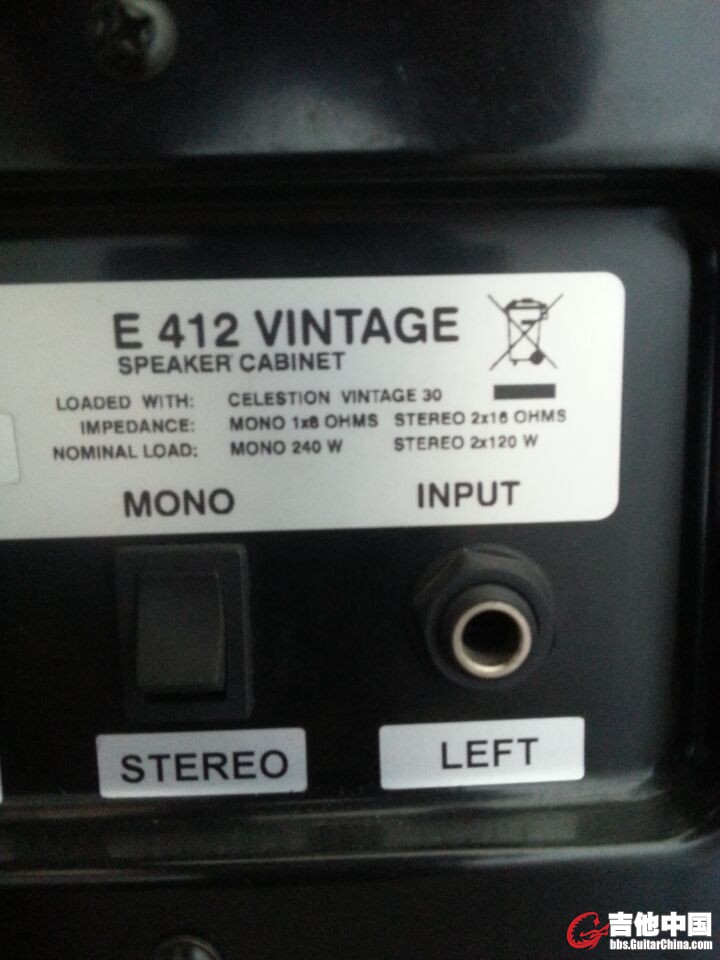 E 412 VINTAGE
SPEAKER CABINET
LOADED WITH: CELESTION VINTAGE 30
IMPEDANCE: MONO 1x8 OHMS STEREO 2x16 OHMS
NOMINAL LOAD: MONO 240 W STEREO 2x120 W
MONO INPUT
STEREO LEFT
吉他中国
bbs.GuitarChina.com